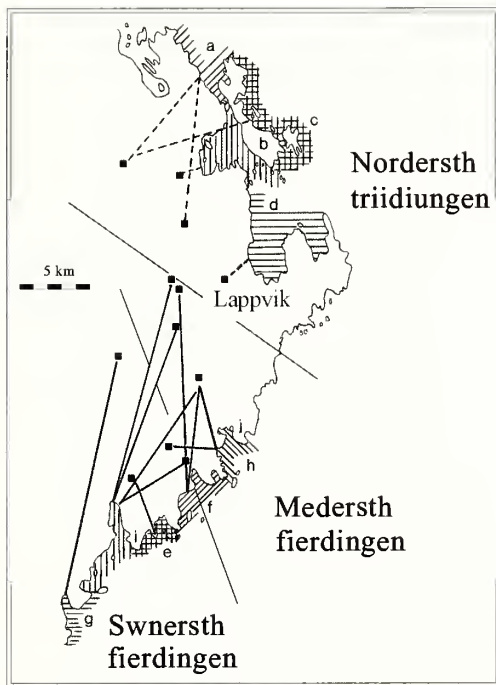 a
c
b
Nordersth
triidiungen
d
5 km
Lappvik
j
h
Medersth
fierdingen
f
i
e
g
Swnersth
fierdingen